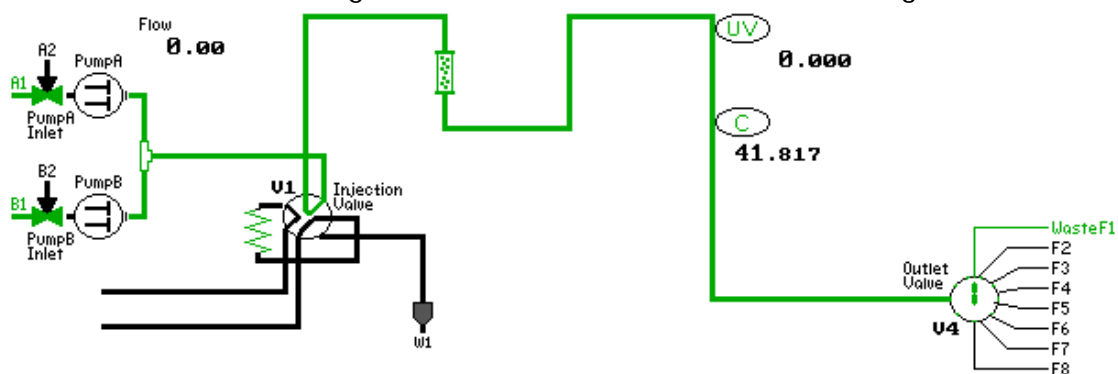 Flow
0.00
A2
PumpA
A1
PumpA
Inlet
B2
PumpB
B1
PumpB
Inlet
V1
Injection
Valve
W1
UV
0.000
C
41.817
Outlet
Valve
V4
WasteF1
F2
F3
F4
F5
F6
F7
F8